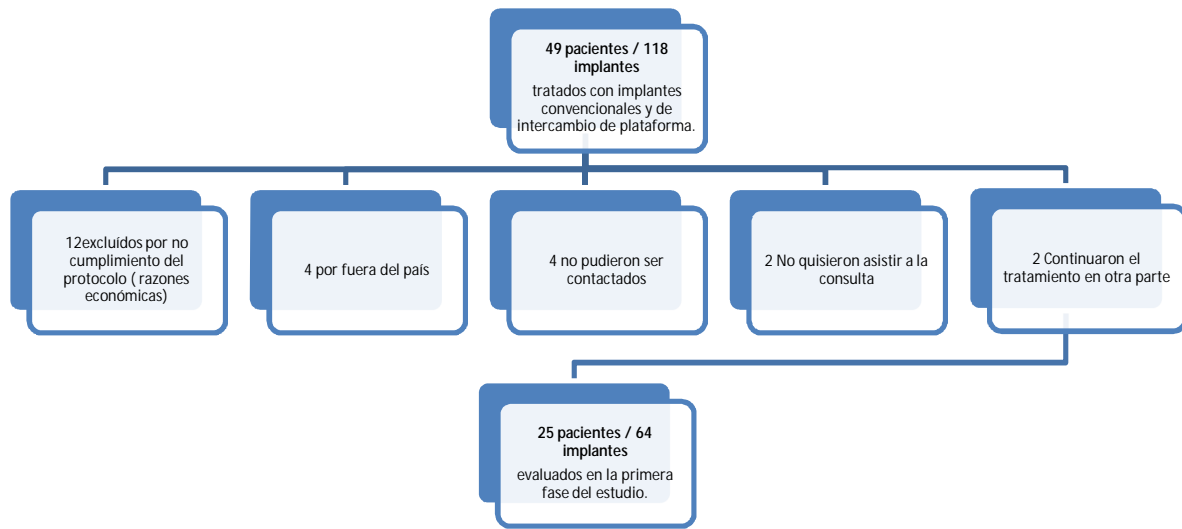 49 pacientes / 118
implantes
tratados con implantes
convencionales y de
intercambio de plataforma.
12excluídos por no
cumplimiento del
protocolo ( razones
económicas)
4 por fuera del país
4 no pudieron ser
contactados
2 No quisieron asistir a la
consulta
2 Continuaron el
tratamiento en otra parte
25 pacientes / 64
implantes
evaluados en la primera
fase del estudio.